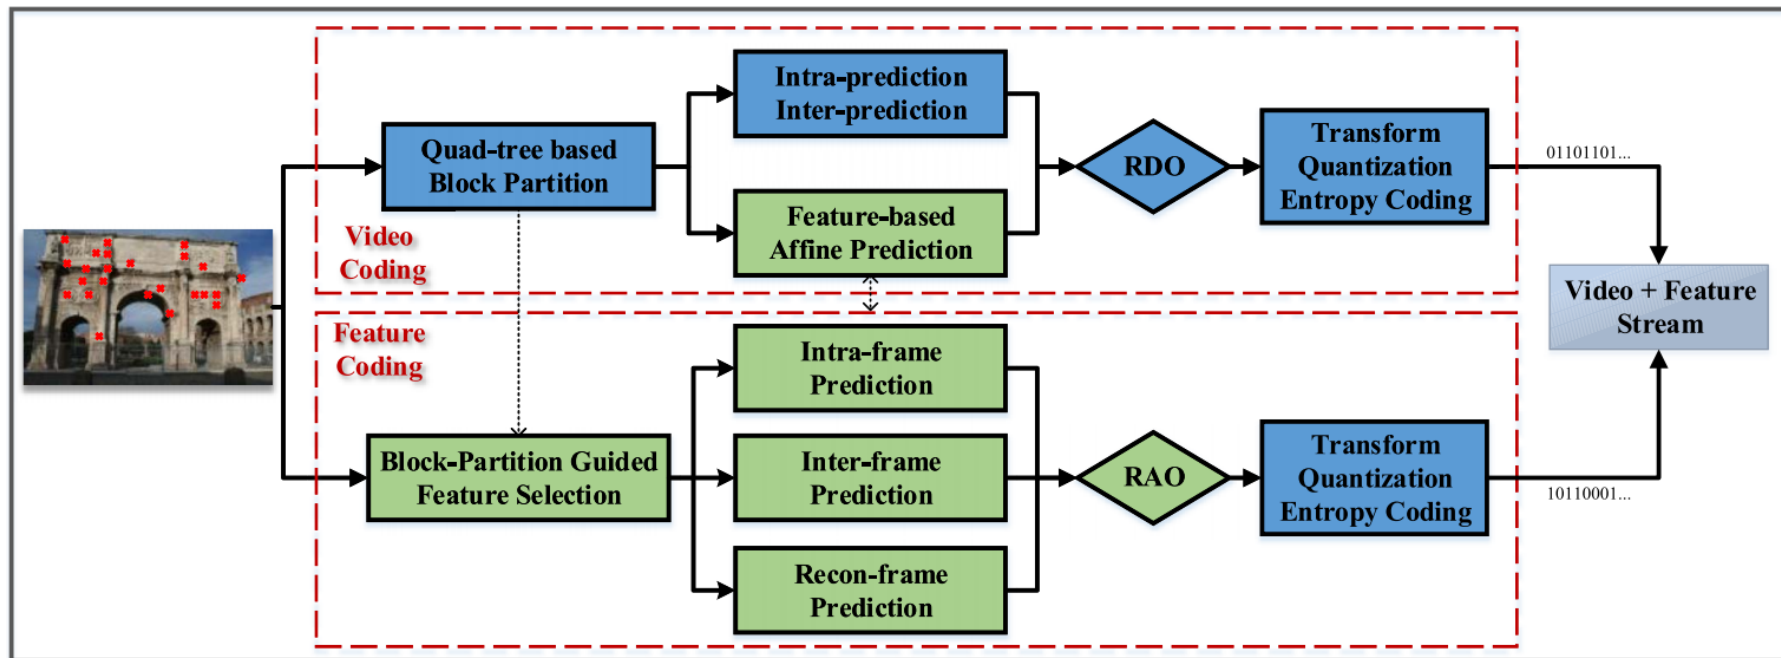 Intra-prediction
Inter-prediction
Quad-tree based
Block Partition
Feature-based
Affine Prediction
RDO
Transform
Quantization
Entropy Coding
01101101...
Video
Coding
Video + Feature
Stream
Feature
Coding
Intra-frame
Prediction
Block-Partition Guided
Feature Selection
Inter-frame
Prediction
Recon-frame
Prediction
RAO
Transform
Quantization
Entropy Coding
10110001...